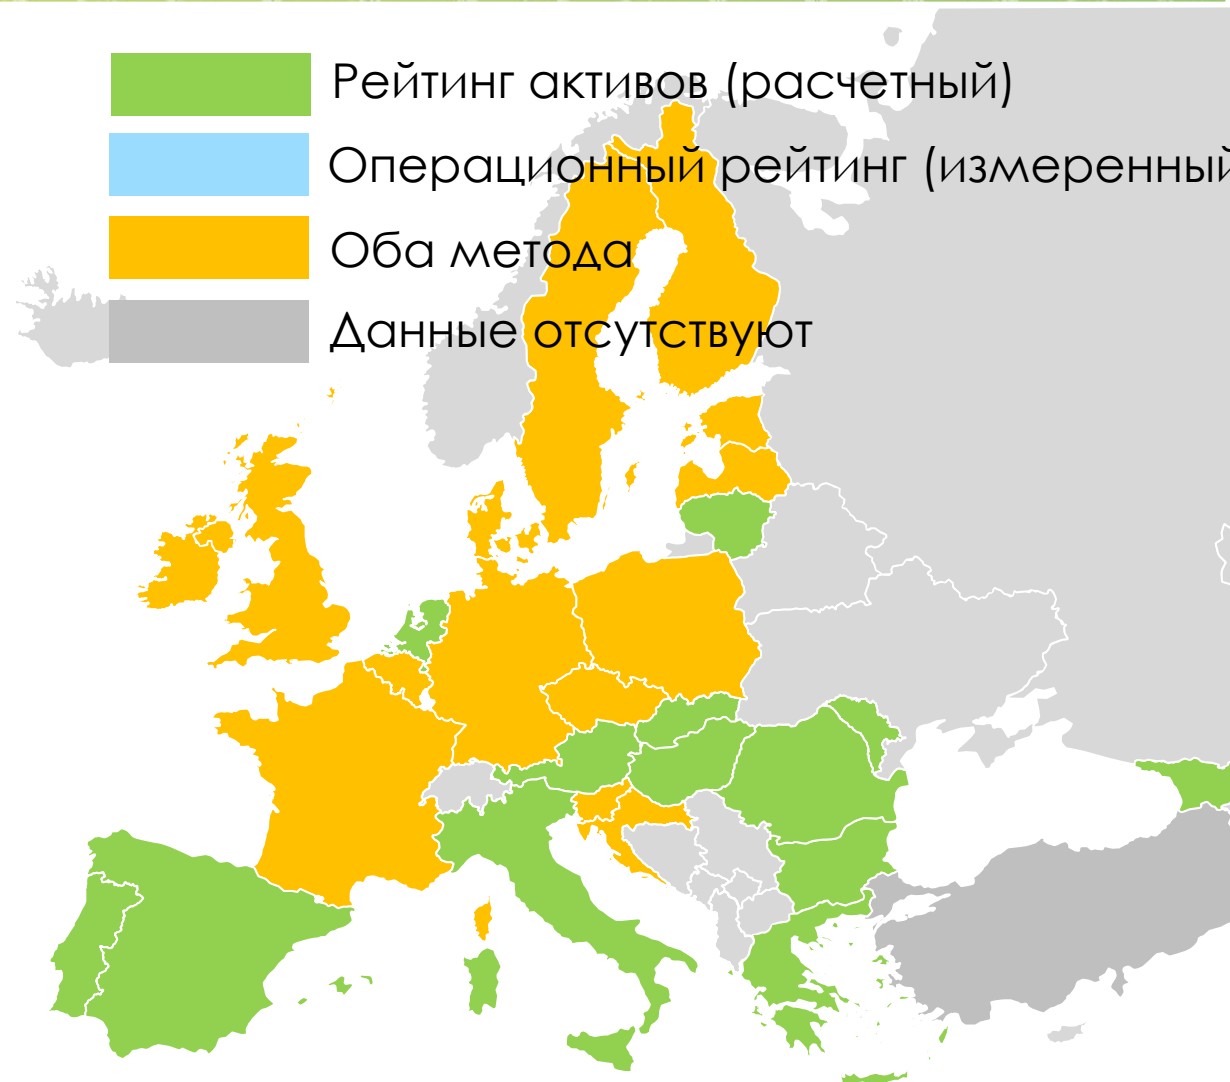 Рейтинг активов (расчетный)
Операционный рейтинг (измеренный
Оба метода
Данные отсутствуют